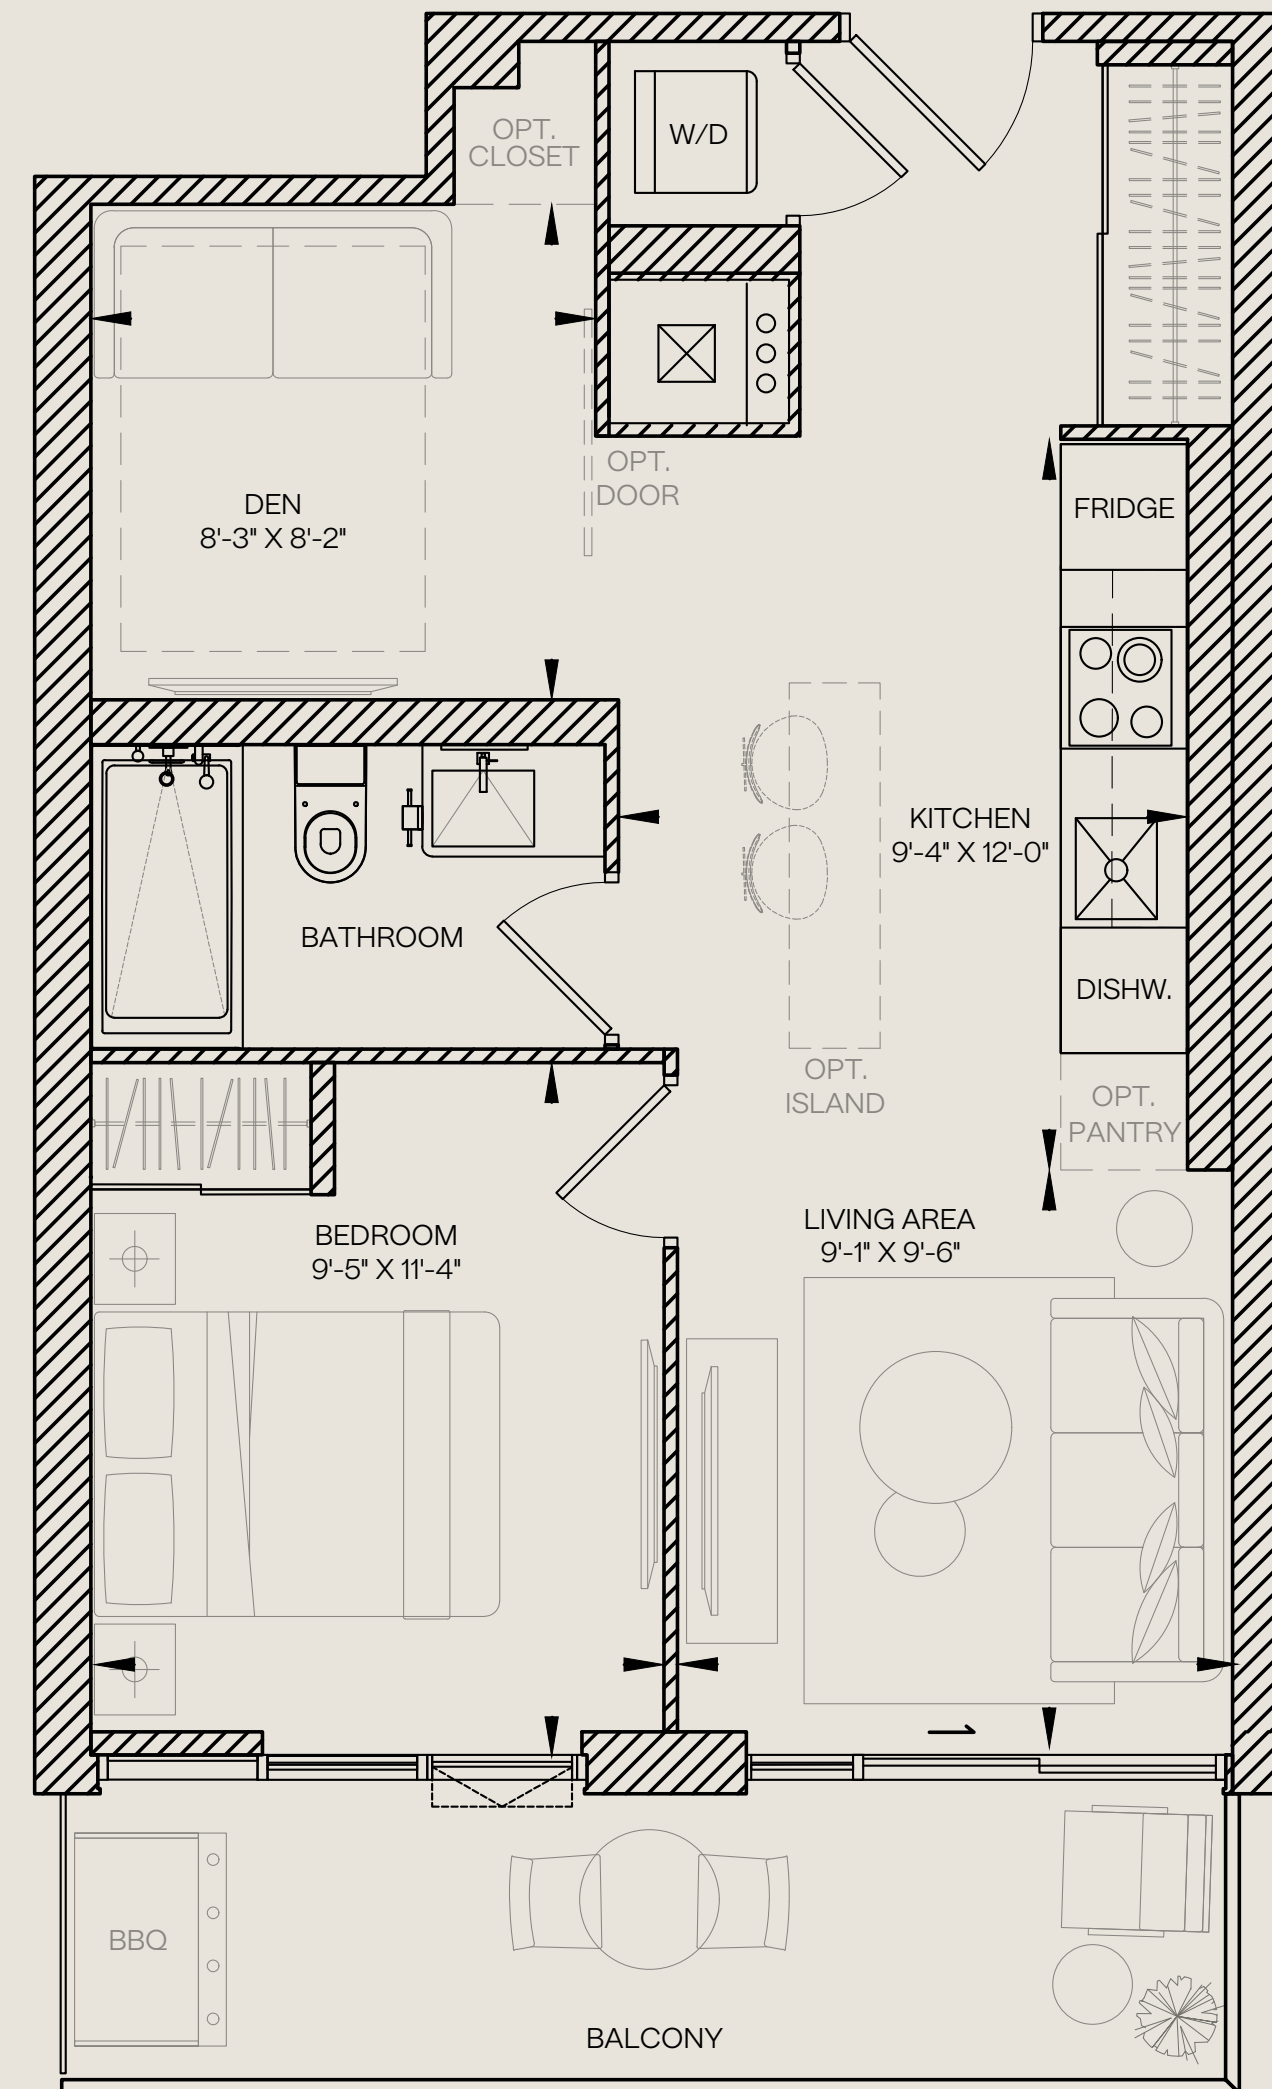 OPT.
CLOSET
W/D
OPT.
DOOR
DEN
8'-3" X 8'-2"
FRIDGE
KITCHEN
9'-4" X 12'-0"
BATHROOM
DISHW.
OPT.
ISLAND
OPT.
PANTRY
BEDROOM
9'-5" X 11'-4"
LIVING AREA
9'-1" X 9'-6"
BBQ
BALCONY